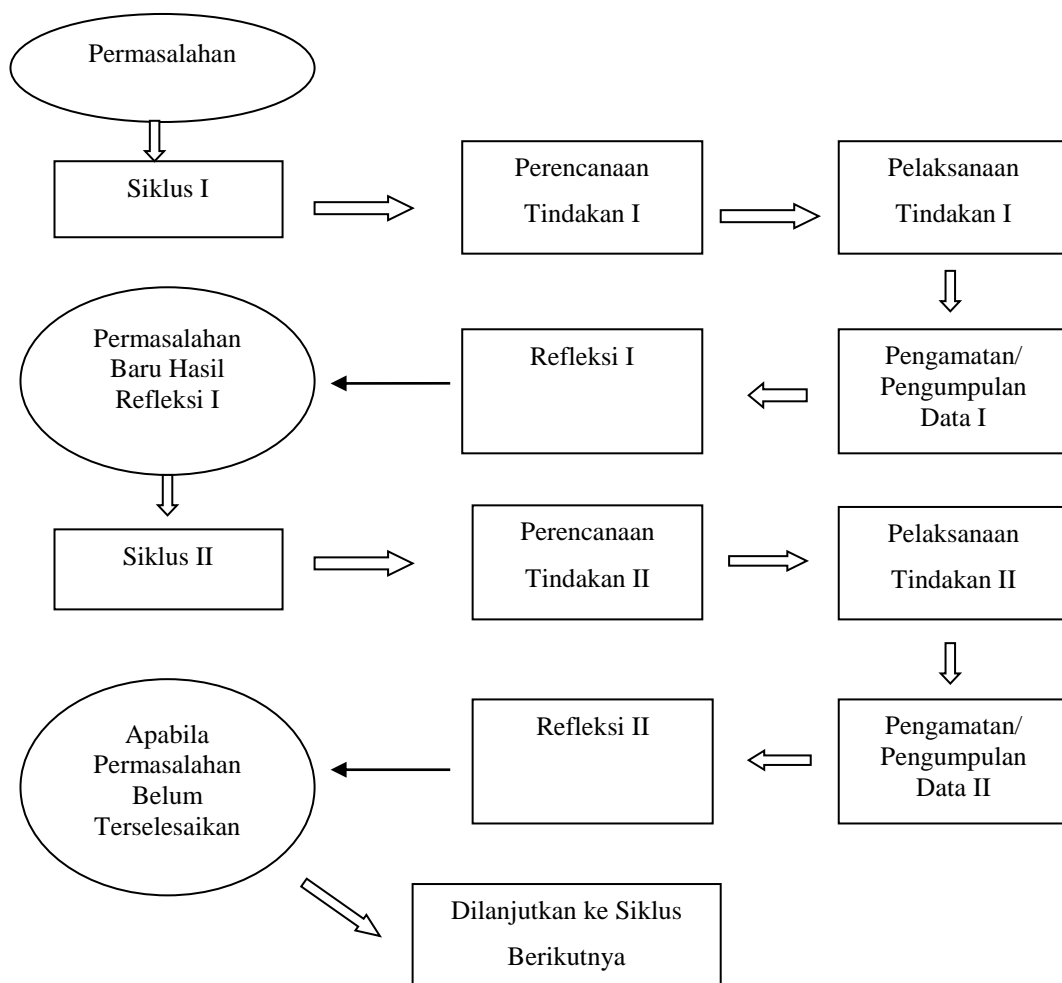 Permasalahan
Siklus I
Perencanaan
Tindakan I
Pelaksanaan
Tindakan I
Pengamatan/
Pengumpulan
Data I
Refleksi I
Permasalahan
Baru Hasil
Refleksi I
Siklus II
Perencanaan
Tindakan II
Pelaksanaan
Tindakan II
Pengamatan/
Pengumpulan
Data II
Refleksi II
Apabila
Permasalahan
Belum
Terselesaikan
Dilanjutkan ke Siklus
Berikutnya